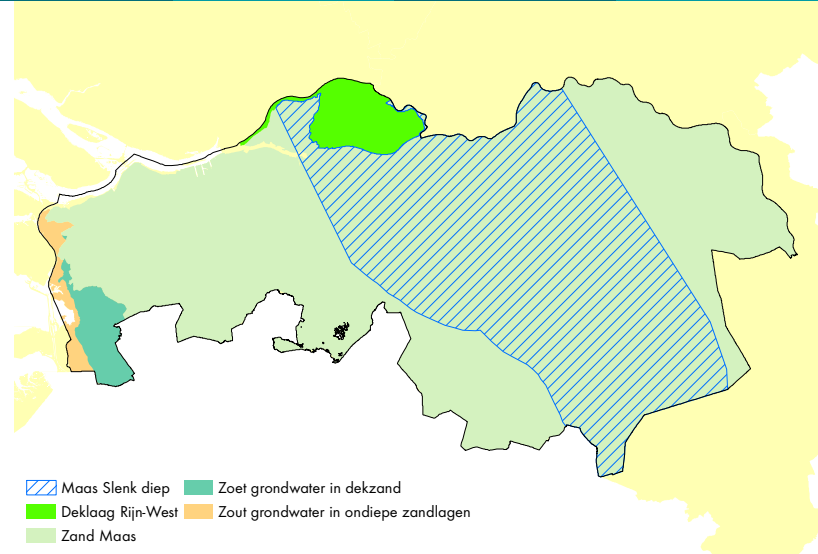 Maas Slenk diep
Zoet grondwater in dekzand
Deklaag Rijn-West
Zout grondwater in ondiepe zandlagen
Zand Maas